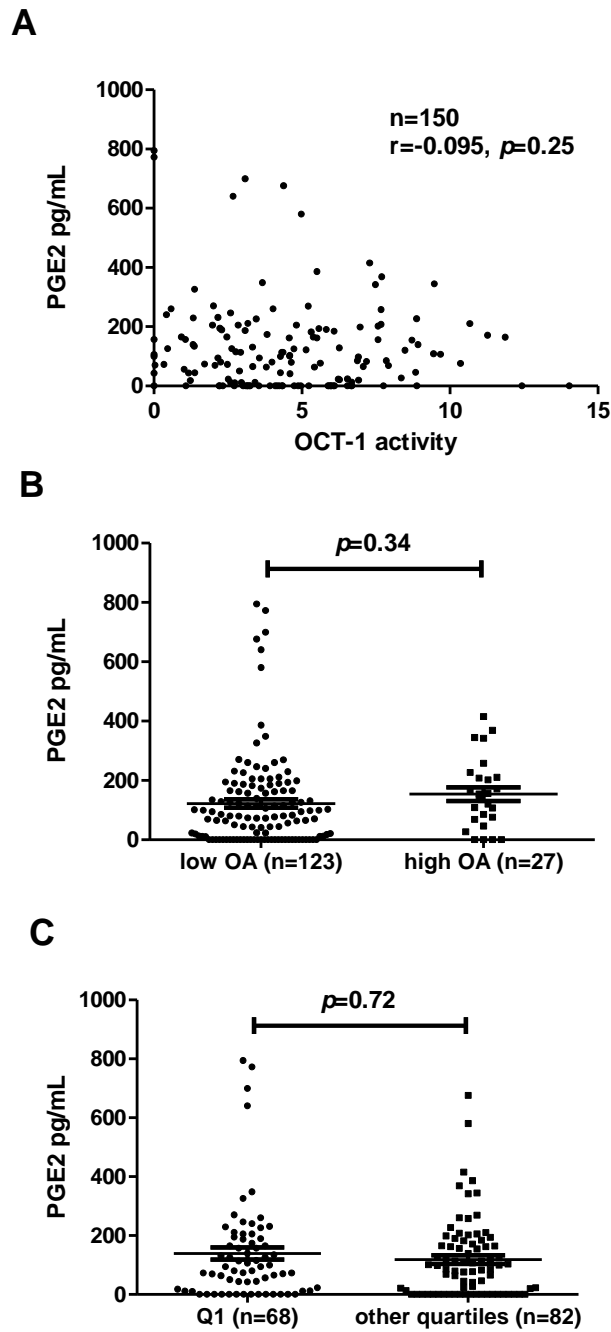 A
n=150
r=-0.095, p=0.25
1000
800
600
400
200
0
PGE2 pg/mL
0 5 10 15
OCT-1 activity
B
p=0.34
1000
800
600
400
200
0
PGE2 pg/mL
low OA (n=123) high OA (n=27)
C
p=0.72
1000
800
600
400
200
0
PGE2 pg/mL
Q1 (n=68) other quartiles (n=82)